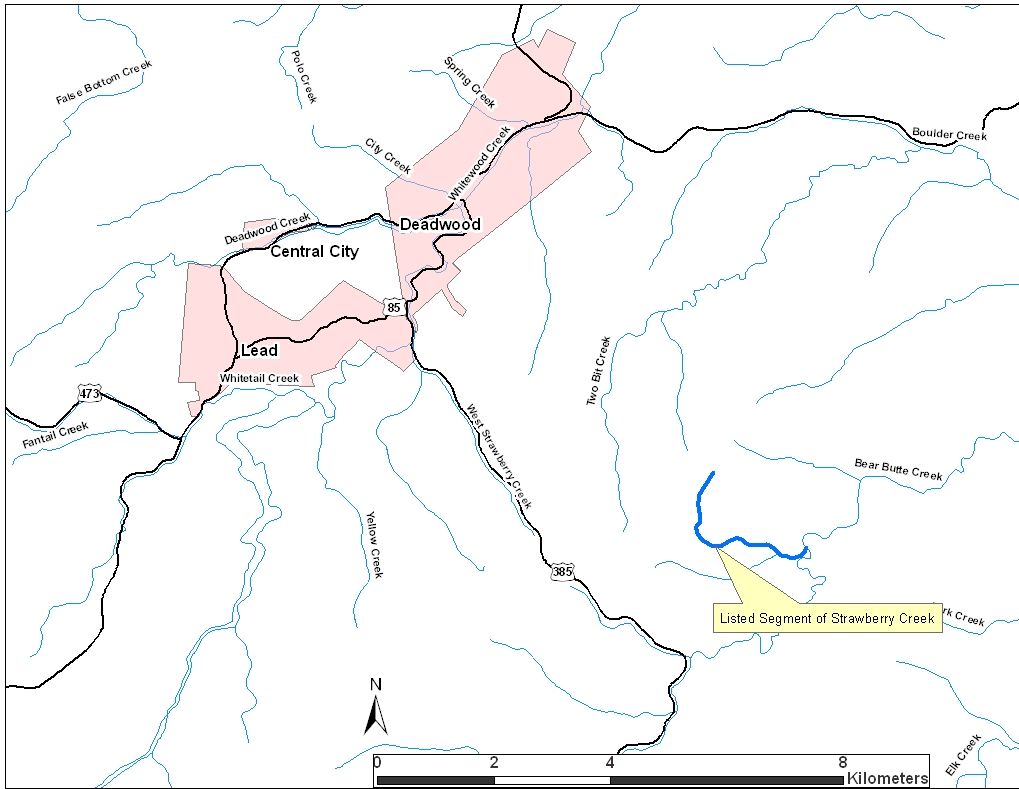 False Bottom Creek
Polo Creek
Spring Creek
Boulder Creek
City Creek
Whitewood Creek
Deadwood Creek
Deadwood
Central City
85
Lead
Whitetail Creek
473
Fantail Creek
Two Bit Creek
West Strawberry Creek
Bear Butte Creek
Yellow Creek
385
Listed Segment of Strawberry Creek
rk Creek
N
Elk Creek
0 2 4 8
Kilometers